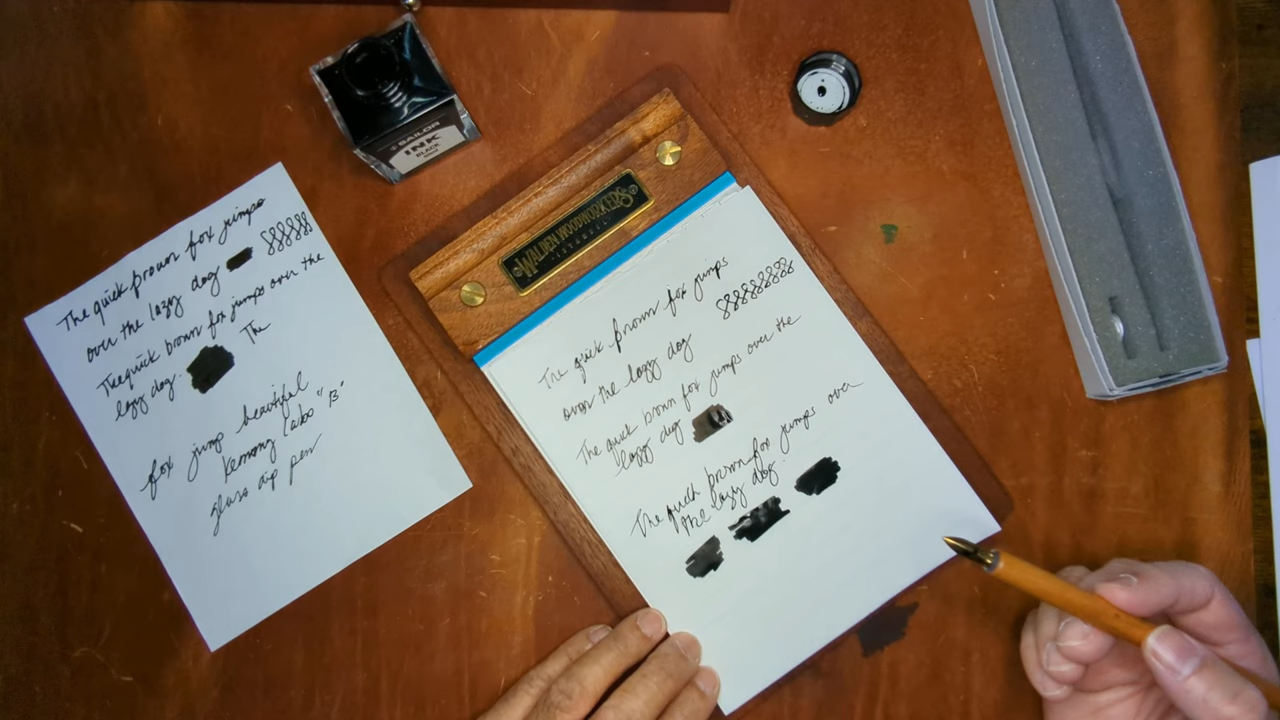 SAILOR
INK
BLACK
WALDEN WOODWORKERS
The quick brown fox jumps
over the lazy dog 888888
The quick brown fox jumps over the
lazy dog. The
fox jump beautiful
Kemmy Labo "B"
glass dip pen
The quick brown fox jumps
over the lazy dog 888888888
The quick brown fox jumps over the
lazy dog
The quick brown fox jumps over
the lazy dog.